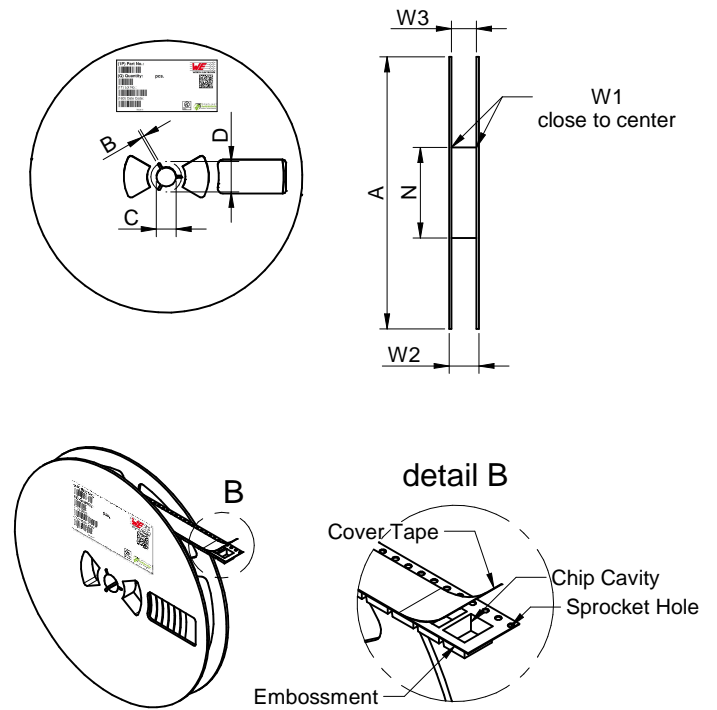 W3
(1P) Part No.:
WE
(Q) Quantity: pcs.
W1
close to center
B
D
C
A
N
W2
B
detail B
Cover Tape
Chip Cavity
Sprocket Hole
Embossment